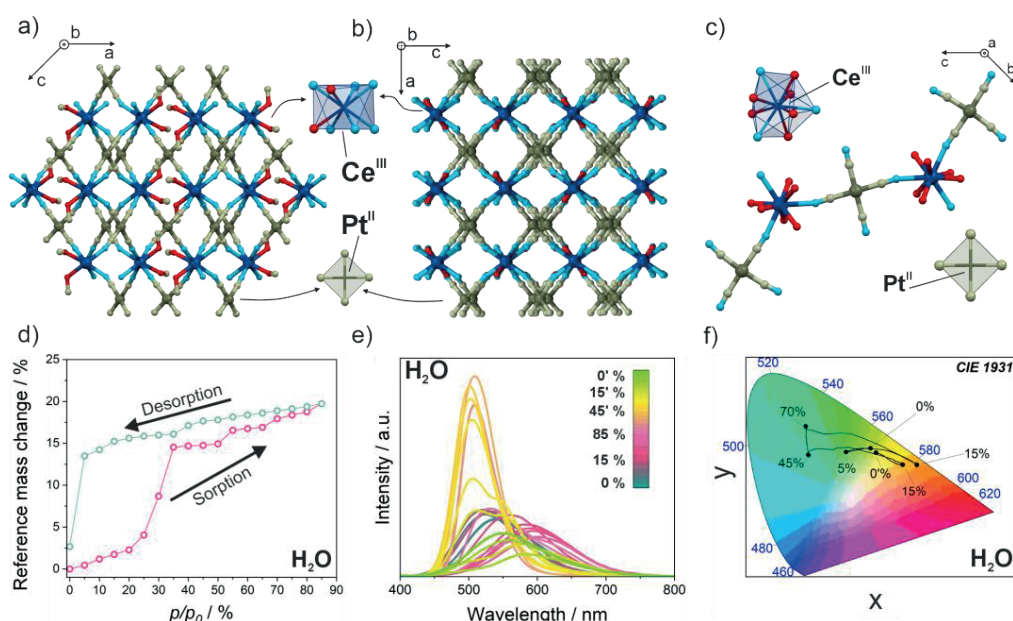 a)
b
a
c
b)
b
c
a
c)
a
c
b
Ce^III
Pt^II
Ce^III
Pt^II
d)
Reference mass change / %
25
20
15
10
5
0
Desorption
Sorption
H₂O
0 10 20 30 40 50 60 70 80 90
p/p₀ / %
e)
H₂O
Intensity / a.u.
0' %
15' %
45' %
85 %
15 %
0 %
400 500 600 700 800
Wavelength / nm
f)
CIE 1931
520
540
560
580
600
620
500
480
460
70%
45%
5%
0'%
15%
0%
15%
y
x
H₂O